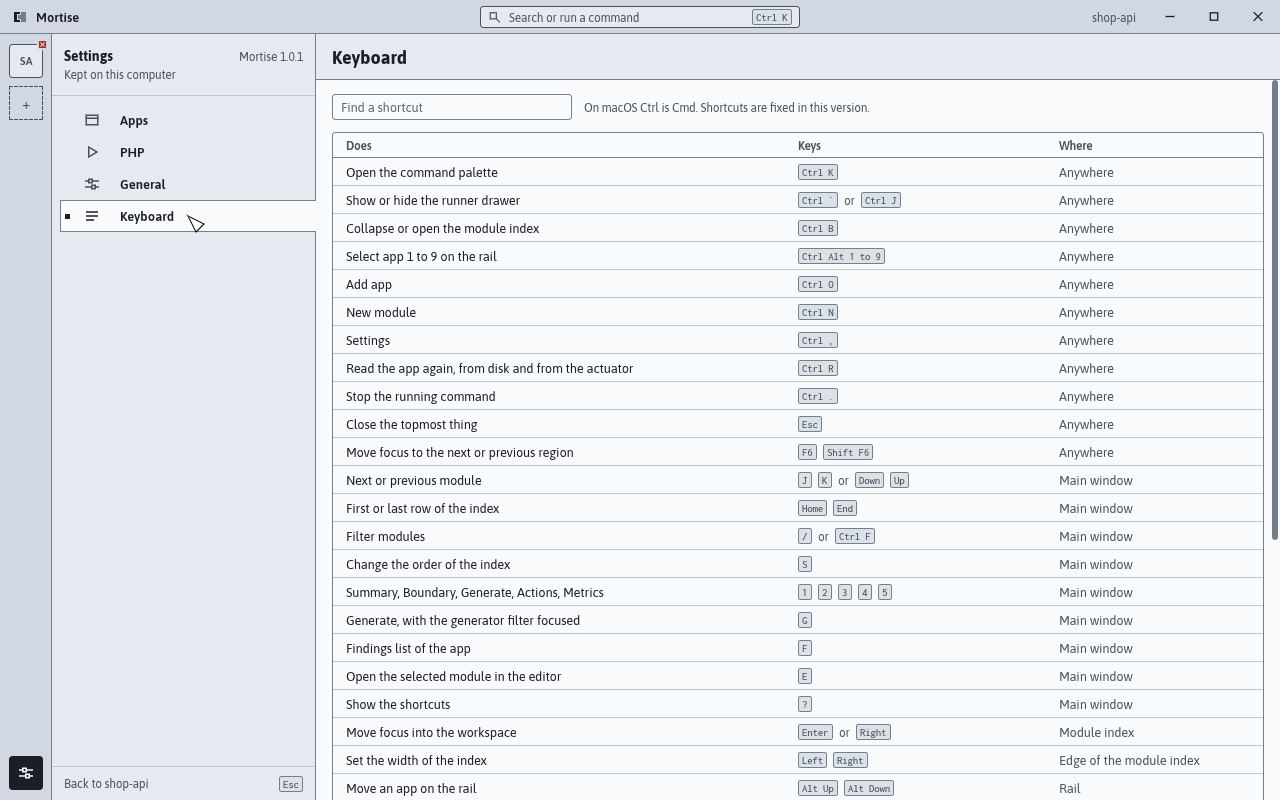 Mortise
Search or run a command Ctrl K
shop-api
SA
+
Settings Mortise 1.0.1
Kept on this computer
Apps
PHP
General
Keyboard
Back to shop-api Esc
Keyboard
Find a shortcut On macOS Ctrl is Cmd. Shortcuts are fixed in this version.
Does Keys Where
Open the command palette Ctrl K Anywhere
Show or hide the runner drawer Ctrl ` or Ctrl J Anywhere
Collapse or open the module index Ctrl B Anywhere
Select app 1 to 9 on the rail Ctrl Alt 1 to 9 Anywhere
Add app Ctrl O Anywhere
New module Ctrl N Anywhere
Settings Ctrl , Anywhere
Read the app again, from disk and from the actuator Ctrl R Anywhere
Stop the running command Ctrl . Anywhere
Close the topmost thing Esc Anywhere
Move focus to the next or previous region F6 Shift F6 Anywhere
Next or previous module J K or Down Up Main window
First or last row of the index Home End Main window
Filter modules / or Ctrl F Main window
Change the order of the index S Main window
Summary, Boundary, Generate, Actions, Metrics 1 2 3 4 5 Main window
Generate, with the generator filter focused G Main window
Findings list of the app F Main window
Open the selected module in the editor E Main window
Show the shortcuts ? Main window
Move focus into the workspace Enter or Right Module index
Set the width of the index Left Right Edge of the module index
Move an app on the rail Alt Up Alt Down Rail